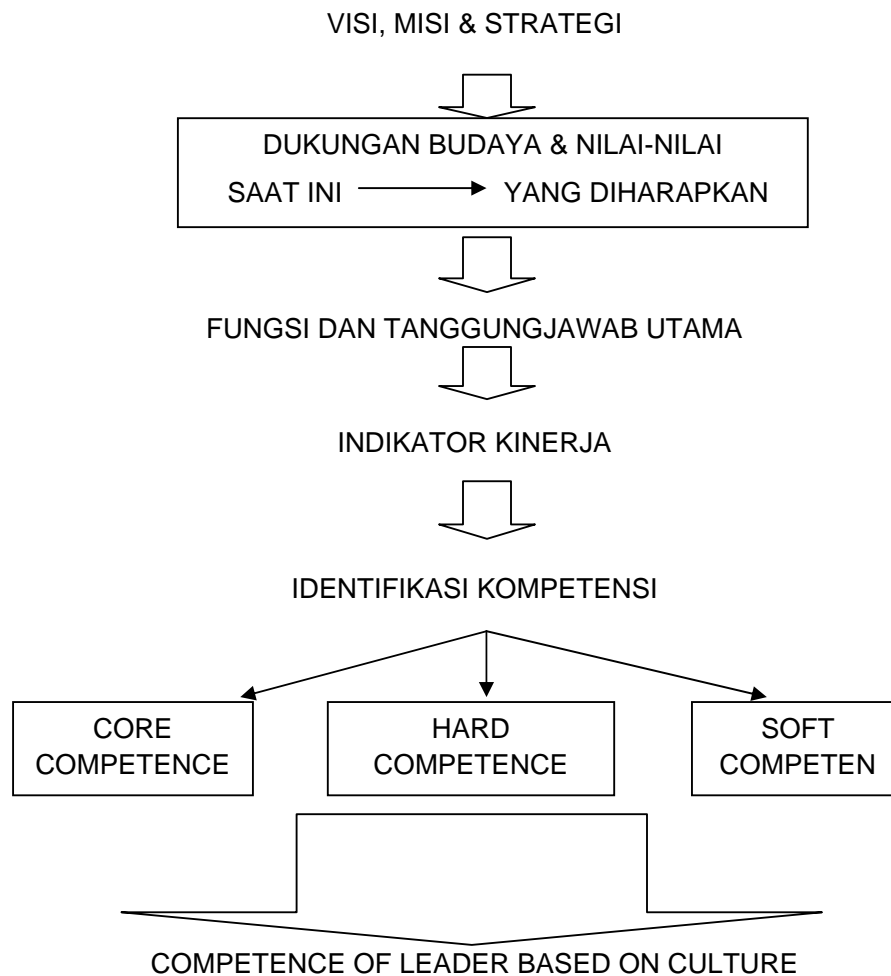 VISI, MISI & STRATEGI
DUKUNGAN BUDAYA & NILAI-NILAI
SAAT INI YANG DIHARAPKAN
FUNGSI DAN TANGGUNGJAWAB UTAMA
INDIKATOR KINERJA
IDENTIFIKASI KOMPETENSI
CORE
COMPETENCE
HARD
COMPETENCE
SOFT
COMPETEN
COMPETENCE OF LEADER BASED ON CULTURE